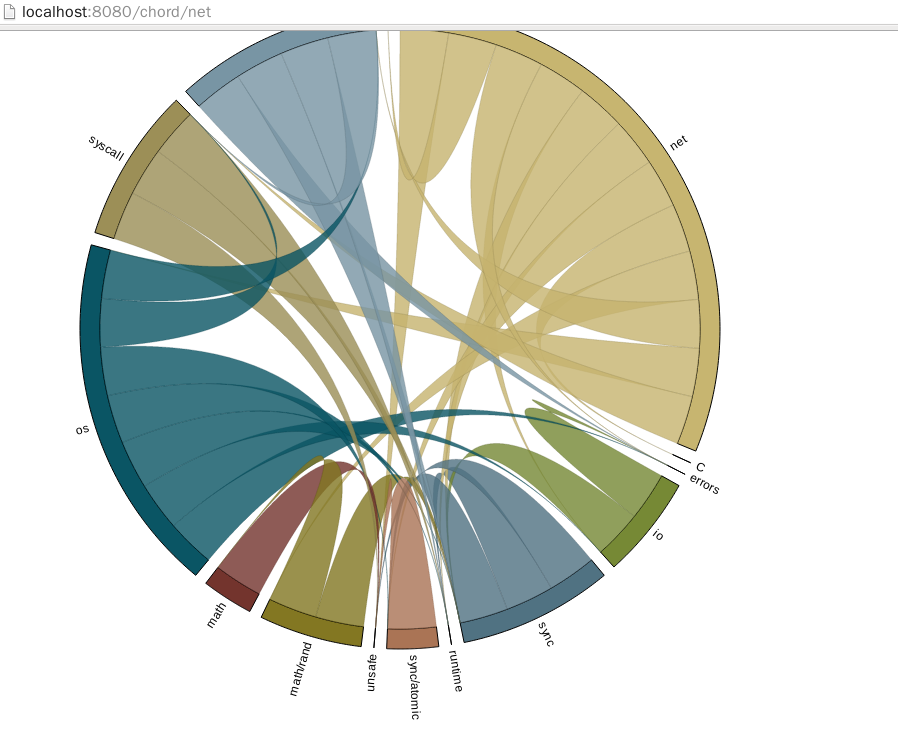 localhost:8080/chord/net
net
syscall
os
C
errors
io
math
sync
math/rand
unsafe
sync/atomic
runtime